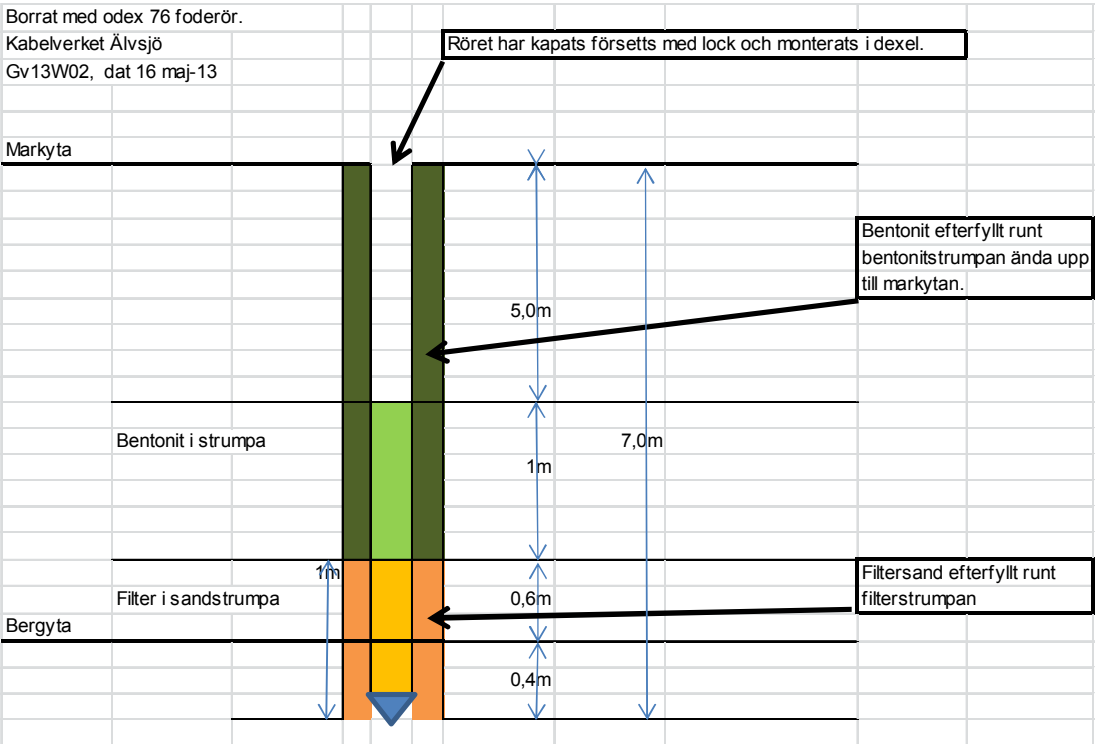 Borrat med odex 76 foderör.
Kabelverket Älvsjö
Röret har kapats försetts med lock och monterats i dexel.
Gv13W02,  dat 16 maj-13
Markyta
Bentonit efterfyllt runt
bentonitstrumpan ända upp
till markytan.
5,0m
Bentonit i strumpa
7,0m
1m
1m
Filtersand efterfyllt runt
filterstrumpan
Filter i sandstrumpa
0,6m
Bergyta
0,4m